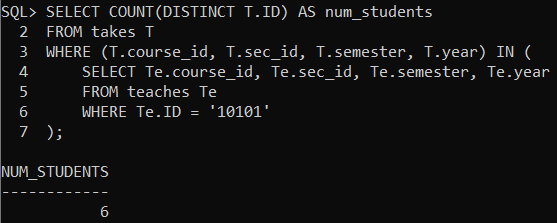 SQL> SELECT COUNT(DISTINCT T.ID) AS num_students
  2  FROM takes T
  3  WHERE (T.course_id, T.sec_id, T.semester, T.year) IN (
  4      SELECT Te.course_id, Te.sec_id, Te.semester, Te.year
  5      FROM teaches Te
  6      WHERE Te.ID = '10101'
  7  );
NUM_STUDENTS
------------
           6